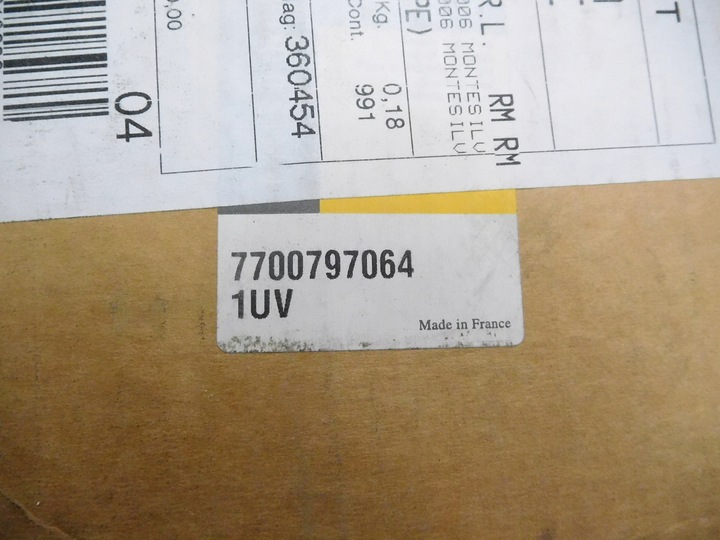 7700797064
1UV
Made in France
04
ag: 360454
Kg. 0,18
Cont. 991
PE)
R.L.
006 MONTESILV
006 MONTESILV
RM RM
T